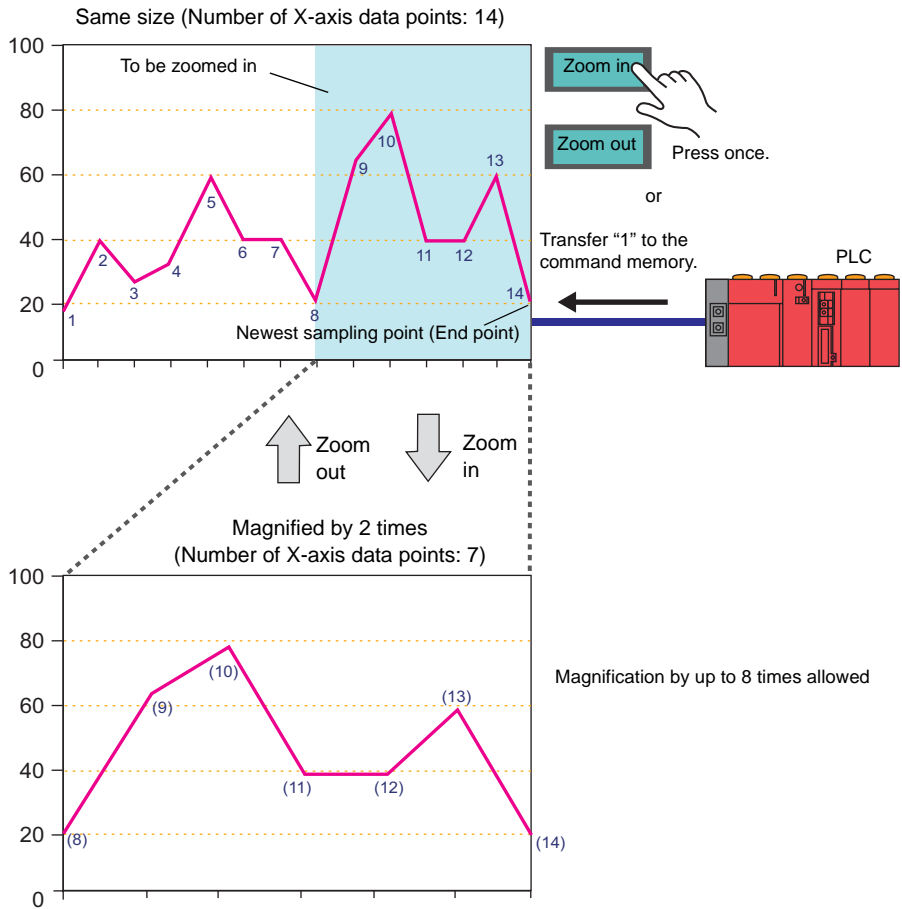 Same size (Number of X-axis data points: 14)
100
80
60
40
20
0
To be zoomed in
1
2
3
4
5
6
7
8
9
10
11
12
13
14
Newest sampling point (End point)
Zoom in
Zoom out
Press once.
or
Transfer “1” to the
command memory.
PLC
Zoom
out
Zoom
in
Magnified by 2 times
(Number of X-axis data points: 7)
100
80
60
40
20
0
(8)
(9)
(10)
(11)
(12)
(13)
(14)
Magnification by up to 8 times allowed